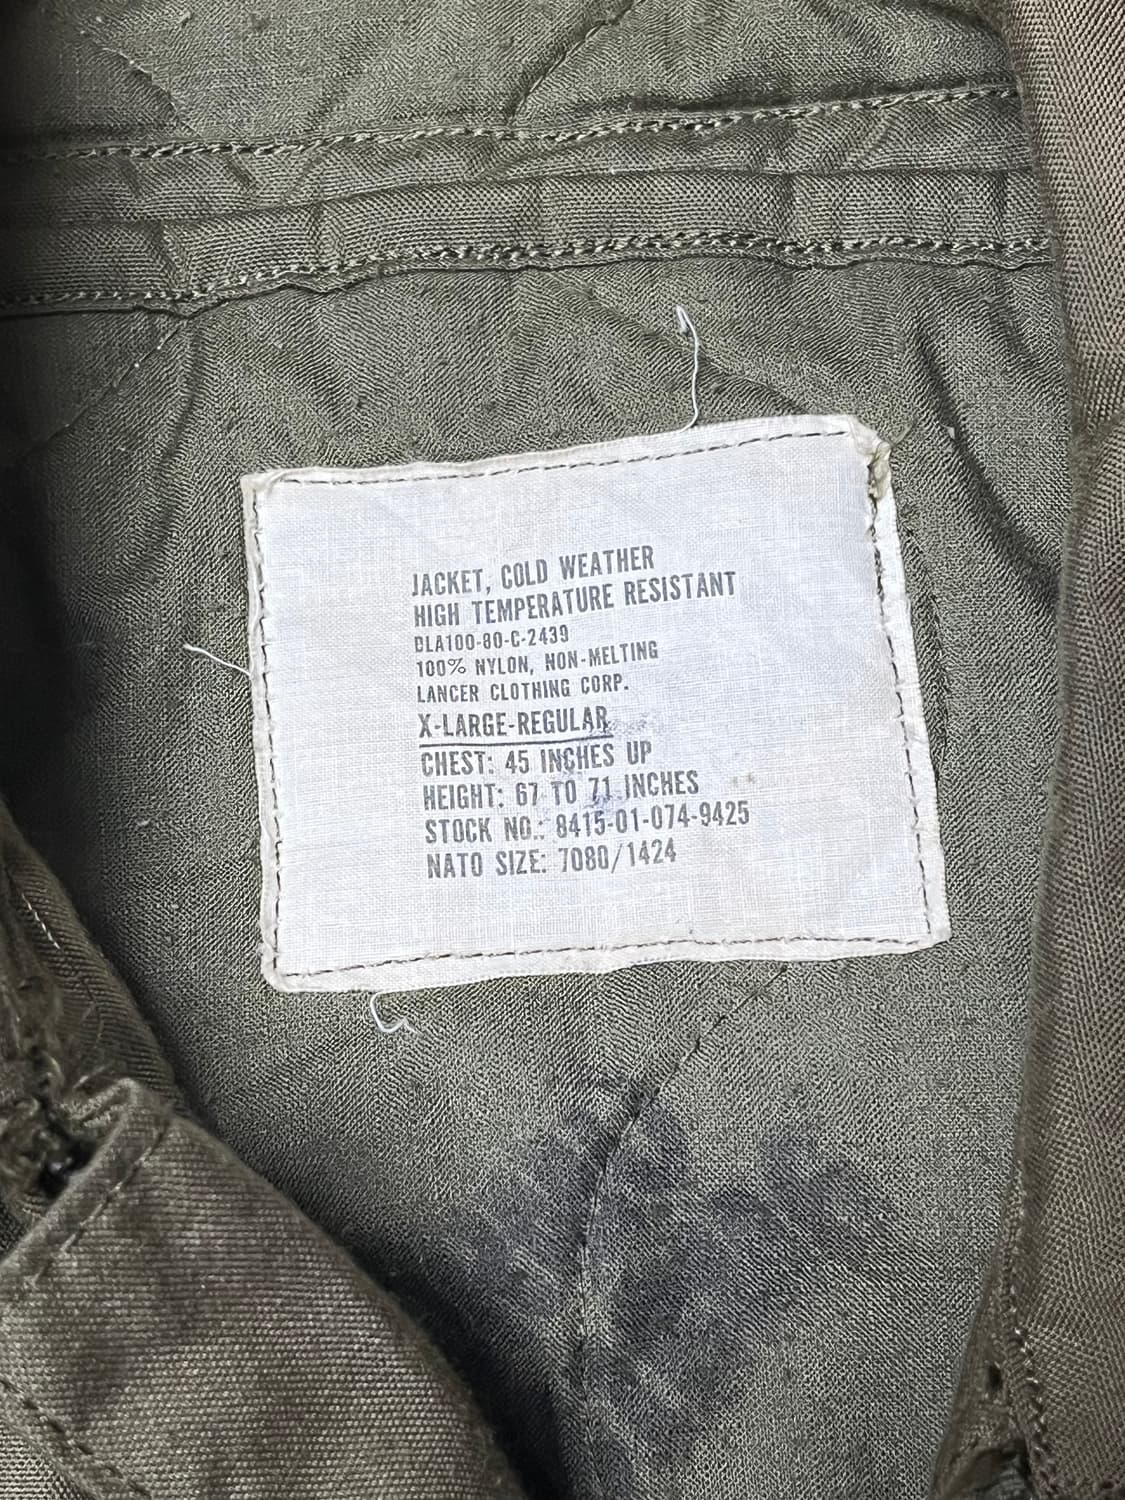 JACKET, COLD WEATHER
HIGH TEMPERATURE RESISTANT
DLA100-80-C-2439
100% NYLON, NON-MELTING
LANCER CLOTHING CORP.
X-LARGE-REGULAR
CHEST: 45 INCHES UP
HEIGHT: 67 TO 71 INCHES
STOCK NO.: 8415-01-074-9425
NATO SIZE: 7080/1424